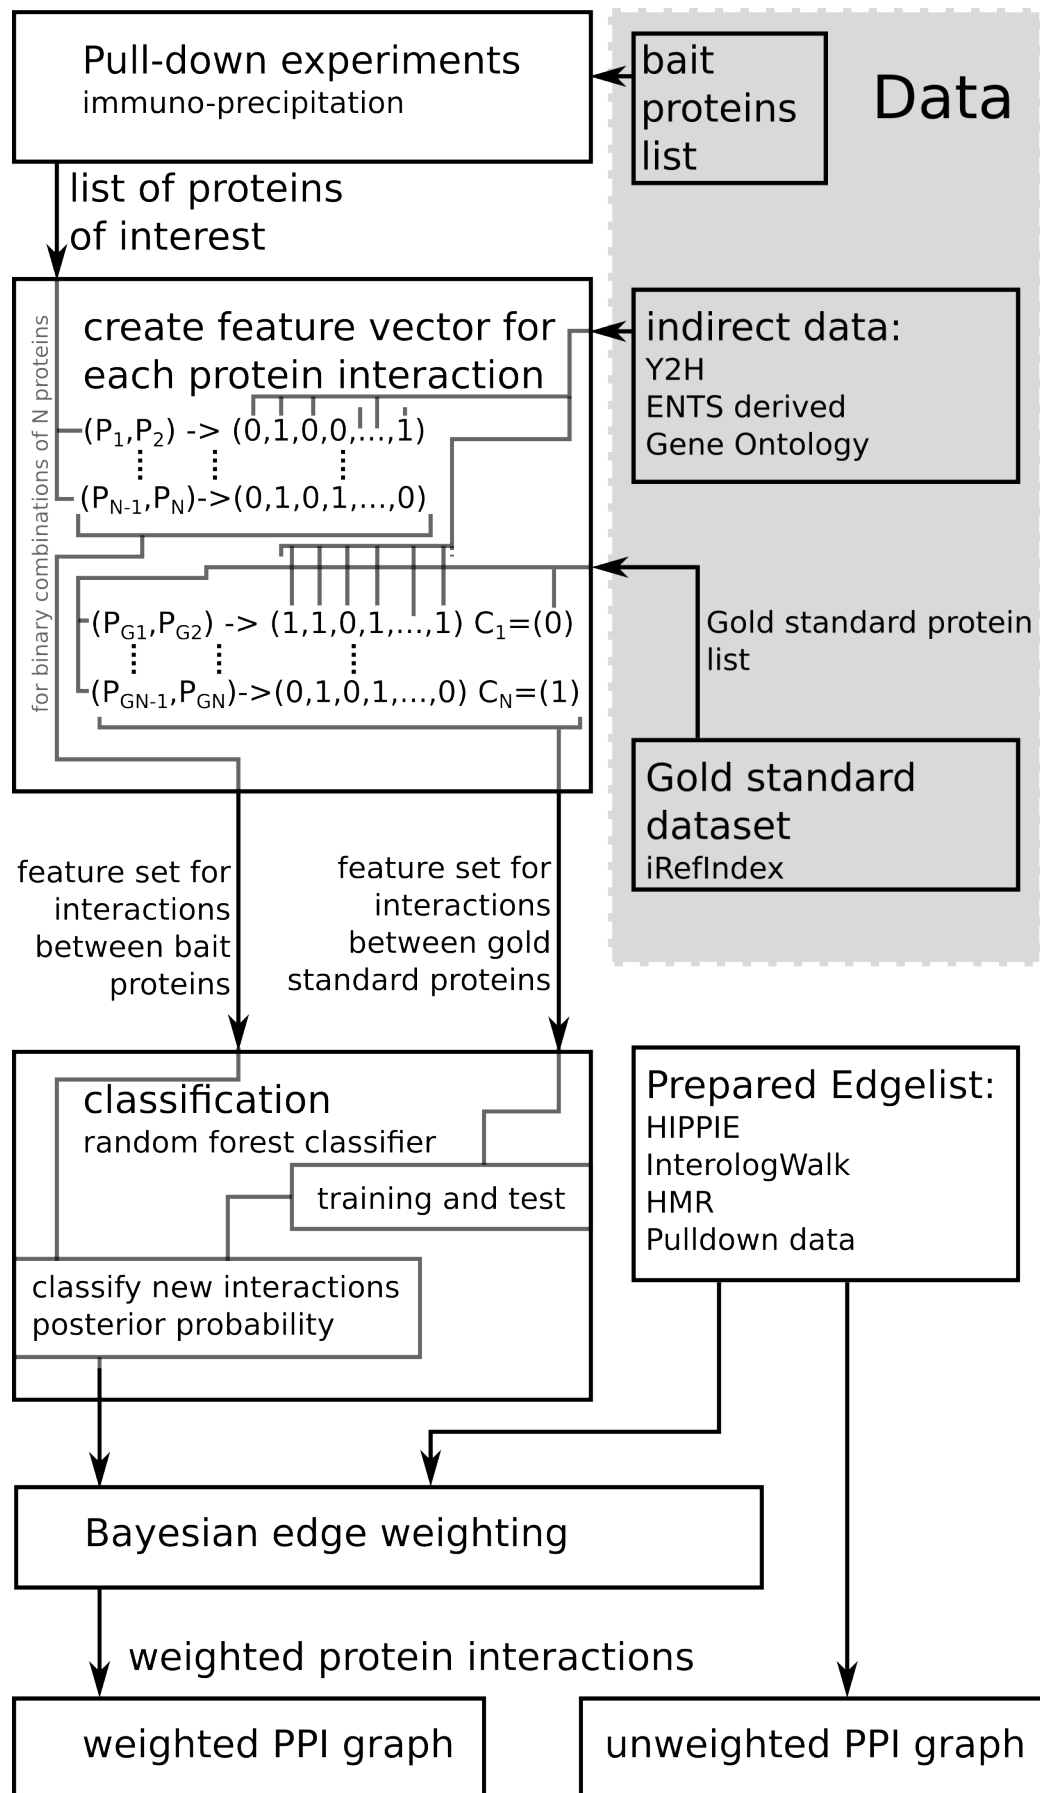 Pull-down experiments
immuno-precipitation
bait
proteins
list
Data
list of proteins
of interest
for binary combinations of N proteins
create feature vector for
each protein interaction
(P1,P2) -> (0,1,0,0,...,1)
(PN-1,PN)->(0,1,0,1,...,0)
(PG1,PG2) -> (1,1,0,1,...,1) C1=(0)
(PGN-1,PGN)->(0,1,0,1,...,0) CN=(1)
indirect data:
Y2H
ENTS derived
Gene Ontology
Gold standard protein
list
Gold standard
dataset
iRefIndex
feature set for
interactions
between bait
proteins
feature set for
interactions
between gold
standard proteins
classification
random forest classifier
training and test
classify new interactions
posterior probability
Prepared Edgelist:
HIPPIE
InterologWalk
HMR
Pulldown data
Bayesian edge weighting
weighted protein interactions
weighted PPI graph
unweighted PPI graph